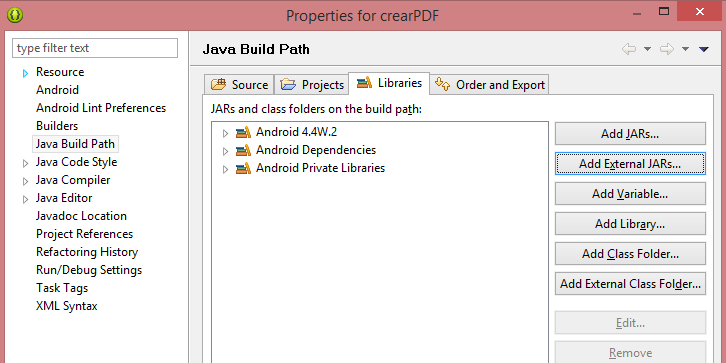 Properties for crearPDF
type filter text
Resource
Android
Android Lint Preferences
Builders
Java Build Path
Java Code Style
Java Compiler
Java Editor
Javadoc Location
Project References
Refactoring History
Run/Debug Settings
Task Tags
XML Syntax
Java Build Path
Source Projects Libraries Order and Export
JARs and class folders on the build path:
Android 4.4W.2
Android Dependencies
Android Private Libraries
Add JARs...
Add External JARs...
Add Variable...
Add Library...
Add Class Folder...
Add External Class Folder...
Edit...
Remove